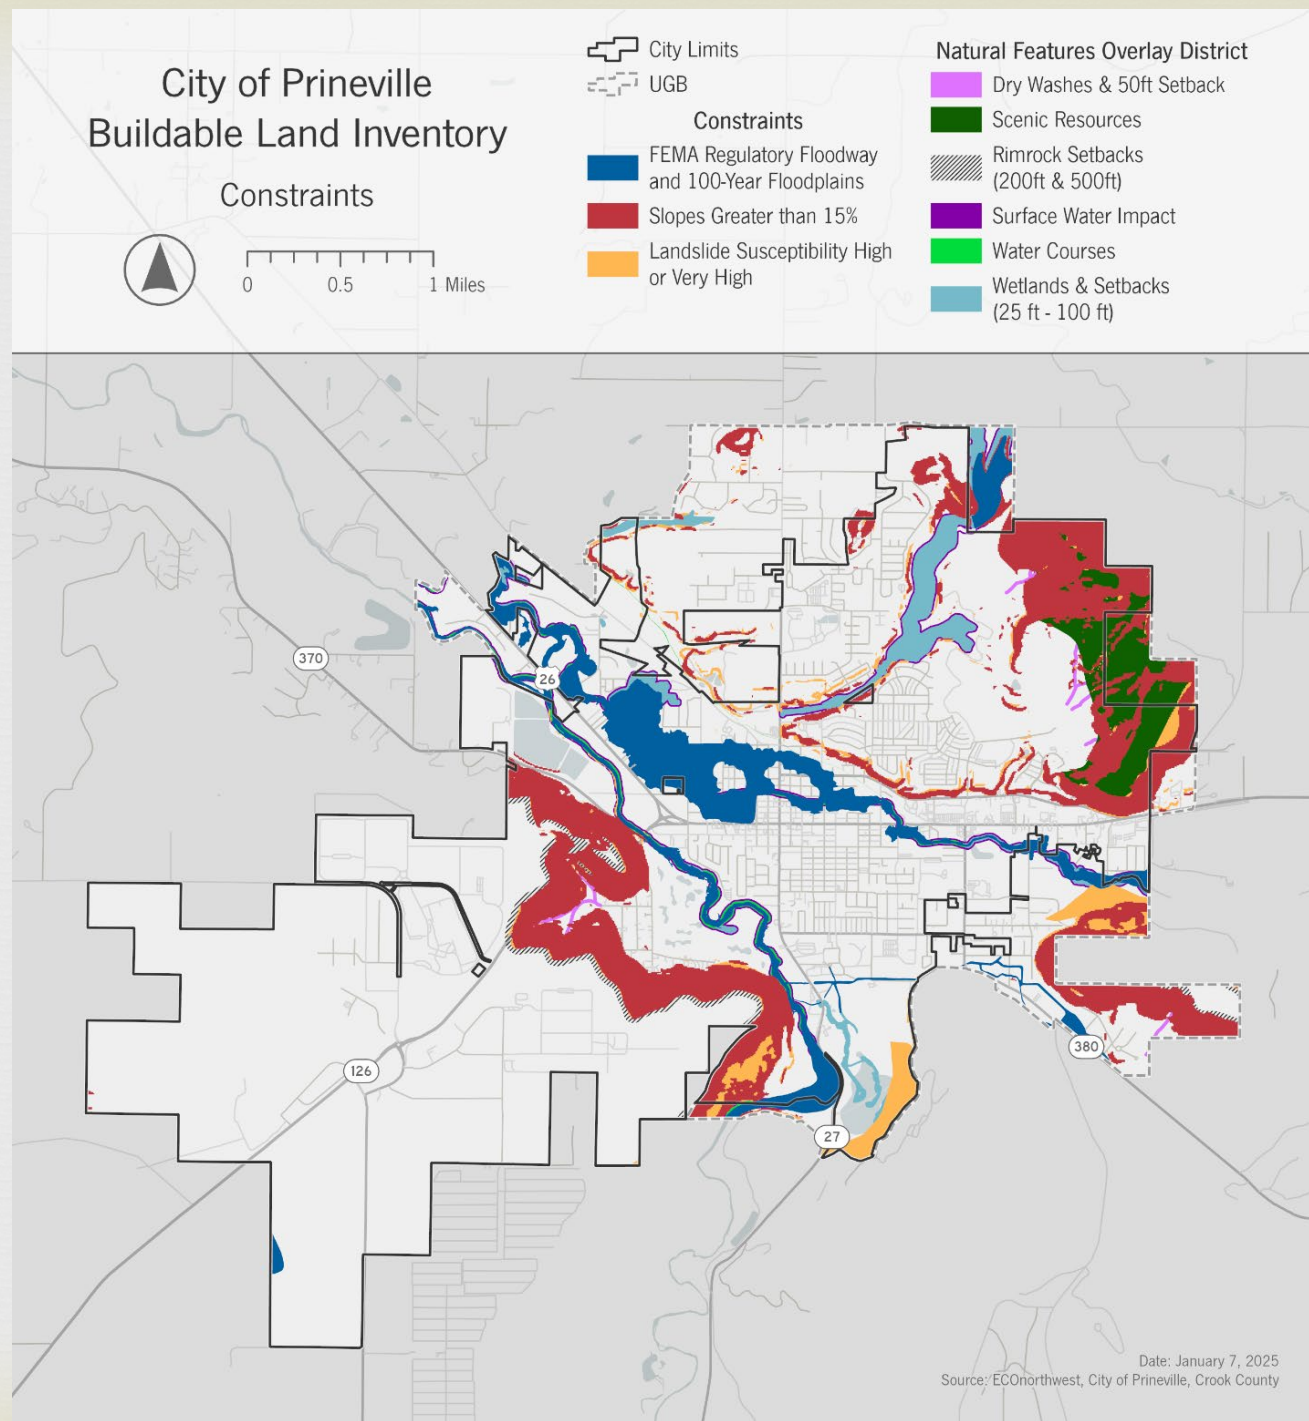 City of Prineville
Buildable Land Inventory
Constraints
0 0.5 1 Miles
City Limits
UGB
Constraints
FEMA Regulatory Floodway
and 100-Year Floodplains
Slopes Greater than 15%
Landslide Susceptibility High
or Very High
Natural Features Overlay District
Dry Washes & 50ft Setback
Scenic Resources
Rimrock Setbacks
(200ft & 500ft)
Surface Water Impact
Water Courses
Wetlands & Setbacks
(25 ft - 100 ft)
370
26
126
380
27
Date: January 7, 2025
Source: ECOnorthwest, City of Prineville, Crook County